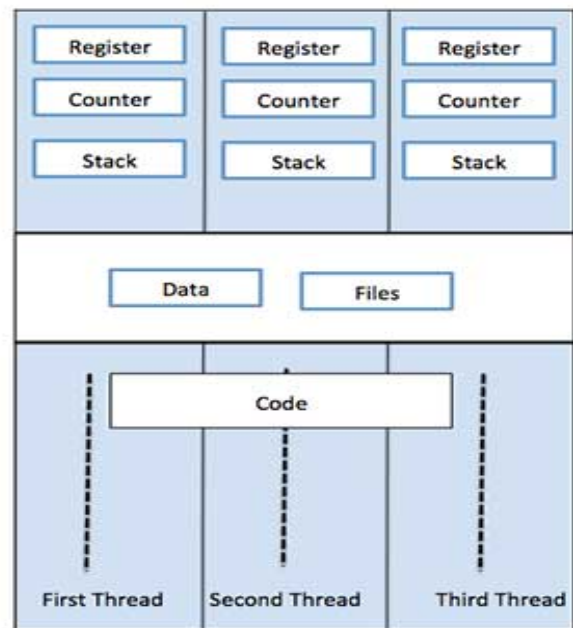 Register Register Register
Counter Counter Counter
Stack Stack Stack
Data Files
Code
First Thread Second Thread Third Thread